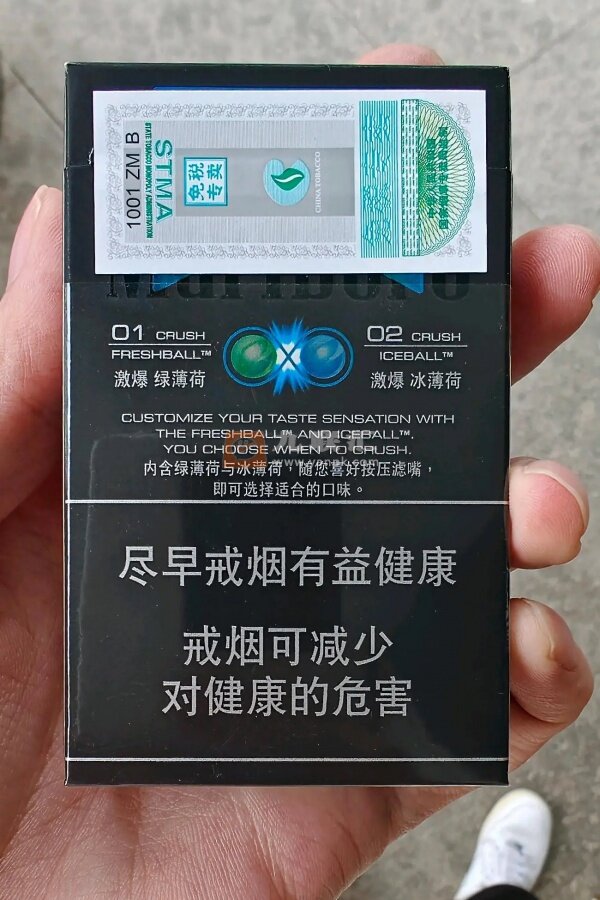 1001 ZM B
STMA
STATE TOBACCO MONOPOLY ADMINISTRATION
免税
专卖
CHINA TOBACCO
Marlboro
01 CRUSH
FRESHBALL™
激爆 绿薄荷
02 CRUSH
ICEBALL™
激爆 冰薄荷
CUSTOMIZE YOUR TASTE SENSATION WITH
THE FRESHBALL™ AND ICEBALL™.
YOU CHOOSE WHEN TO CRUSH.
内含绿薄荷与冰薄荷，随您喜好按压滤嘴，
即可选择适合的口味。
尽早戒烟有益健康
戒烟可减少
对健康的危害